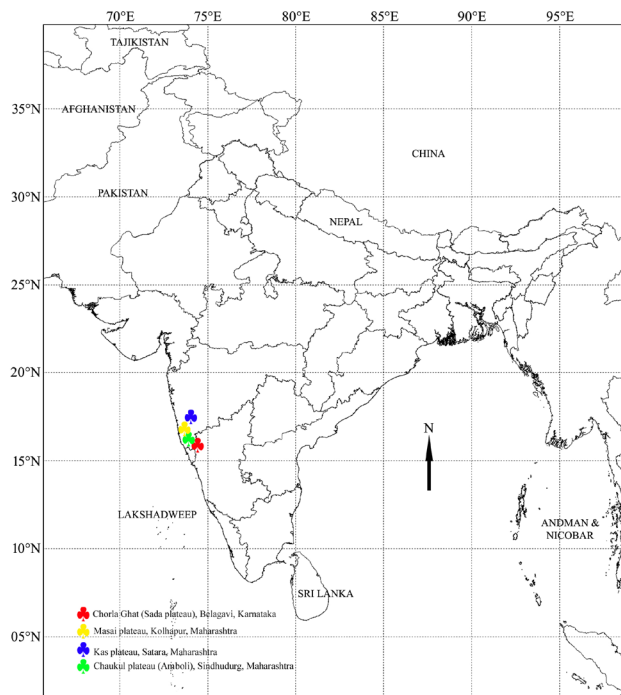 70°E 75°E 80°E 85°E 90°E 95°E
TAJIKISTAN
35°N
AFGHANISTAN
CHINA
30°N
PAKISTAN
NEPAL
25°N
20°N
N
15°N
LAKSHADWEEP
ANDMAN &
NICOBAR
10°N
SRI LANKA
Chorla Ghat (Sada plateau), Belagavi, Karnataka
Masai plateau, Kolhapur, Maharashtra
05°N
Kas plateau, Satara, Maharashtra
Chaukul plateau (Amboli), Sindhudurg, Maharashtra